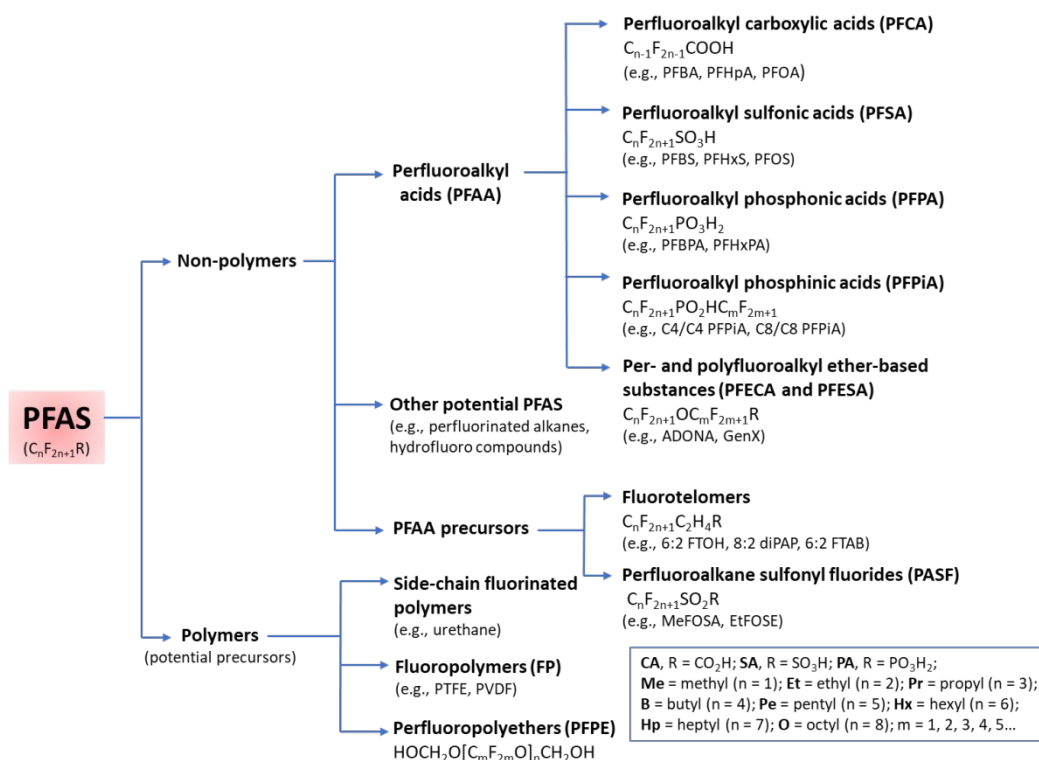 PFAS
(CₙF₂ₙ₊₁R)
Non-polymers
Perfluoroalkyl
acids (PFAA)
Perfluoroalkyl carboxylic acids (PFCA)
Cₙ₋₁F₂ₙ₋₁COOH
(e.g., PFBA, PFHpA, PFOA)
Perfluoroalkyl sulfonic acids (PFSA)
CₙF₂ₙ₊₁SO₃H
(e.g., PFBS, PFHxS, PFOS)
Perfluoroalkyl phosphonic acids (PFPA)
CₙF₂ₙ₊₁PO₃H₂
(e.g., PFBPA, PFHxPA)
Perfluoroalkyl phosphinic acids (PFPiA)
CₙF₂ₙ₊₁PO₂HCₘF₂ₘ₊₁
(e.g., C4/C4 PFPiA, C8/C8 PFPiA)
Per- and polyfluoroalkyl ether-based
substances (PFECA and PFESA)
CₙF₂ₙ₊₁OCₘF₂ₘ₊₁R
(e.g., ADONA, GenX)
Other potential PFAS
(e.g., perfluorinated alkanes,
hydrofluoro compounds)
PFAA precursors
Fluorotelomers
CₙF₂ₙ₊₁C₂H₄R
(e.g., 6:2 FTOH, 8:2 diPAP, 6:2 FTAB)
Perfluoroalkane sulfonyl fluorides (PASF)
CₙF₂ₙ₊₁SO₂R
(e.g., MeFOSA, EtFOSE)
Polymers
(potential precursors)
Side-chain fluorinated
polymers
(e.g., urethane)
Fluoropolymers (FP)
(e.g., PTFE, PVDF)
Perfluoropolyethers (PFPE)
HOCH₂O[CₘF₂ₘO]ₙCH₂OH
CA, R = CO₂H; SA, R = SO₃H; PA, R = PO₃H₂;
Me = methyl (n = 1); Et = ethyl (n = 2); Pr = propyl (n = 3);
B = butyl (n = 4); Pe = pentyl (n = 5); Hx = hexyl (n = 6);
Hp = heptyl (n = 7); O = octyl (n = 8); m = 1, 2, 3, 4, 5...